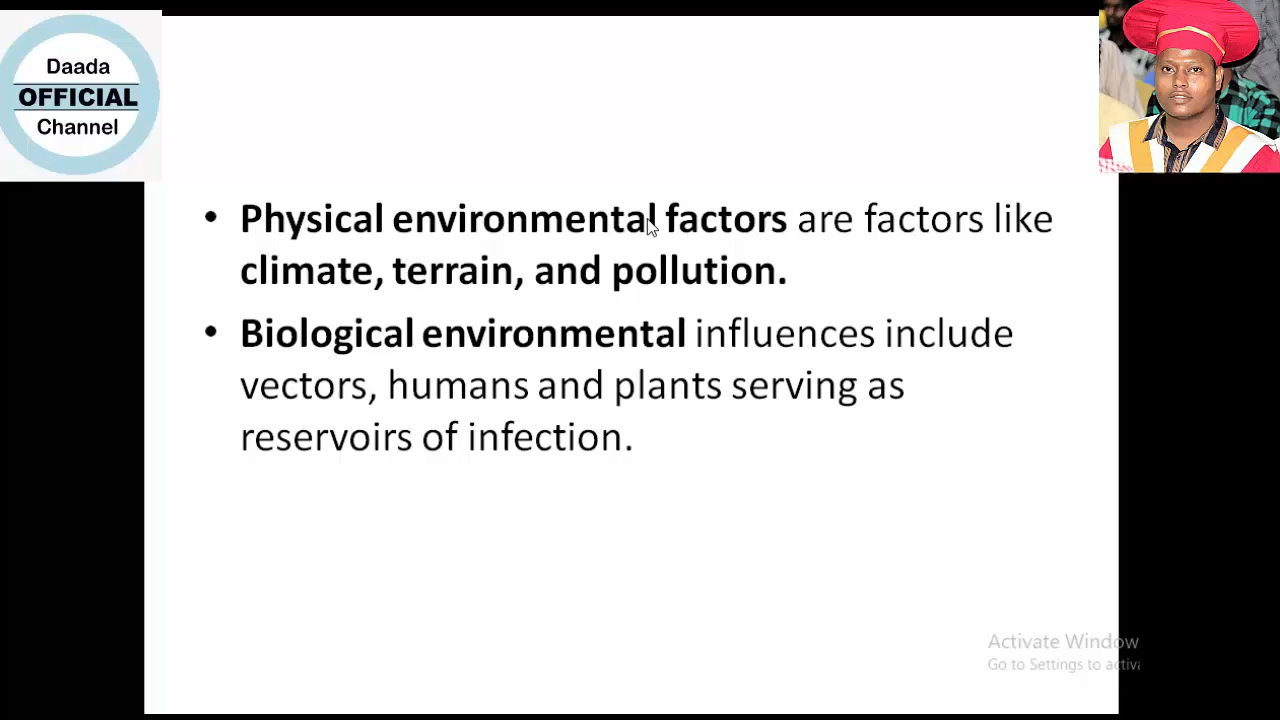 Daada
OFFICIAL
Channel
• Physical environmental factors are factors like
climate, terrain, and pollution.
• Biological environmental influences include
vectors, humans and plants serving as
reservoirs of infection.
Activate Window
Go to Settings to activa